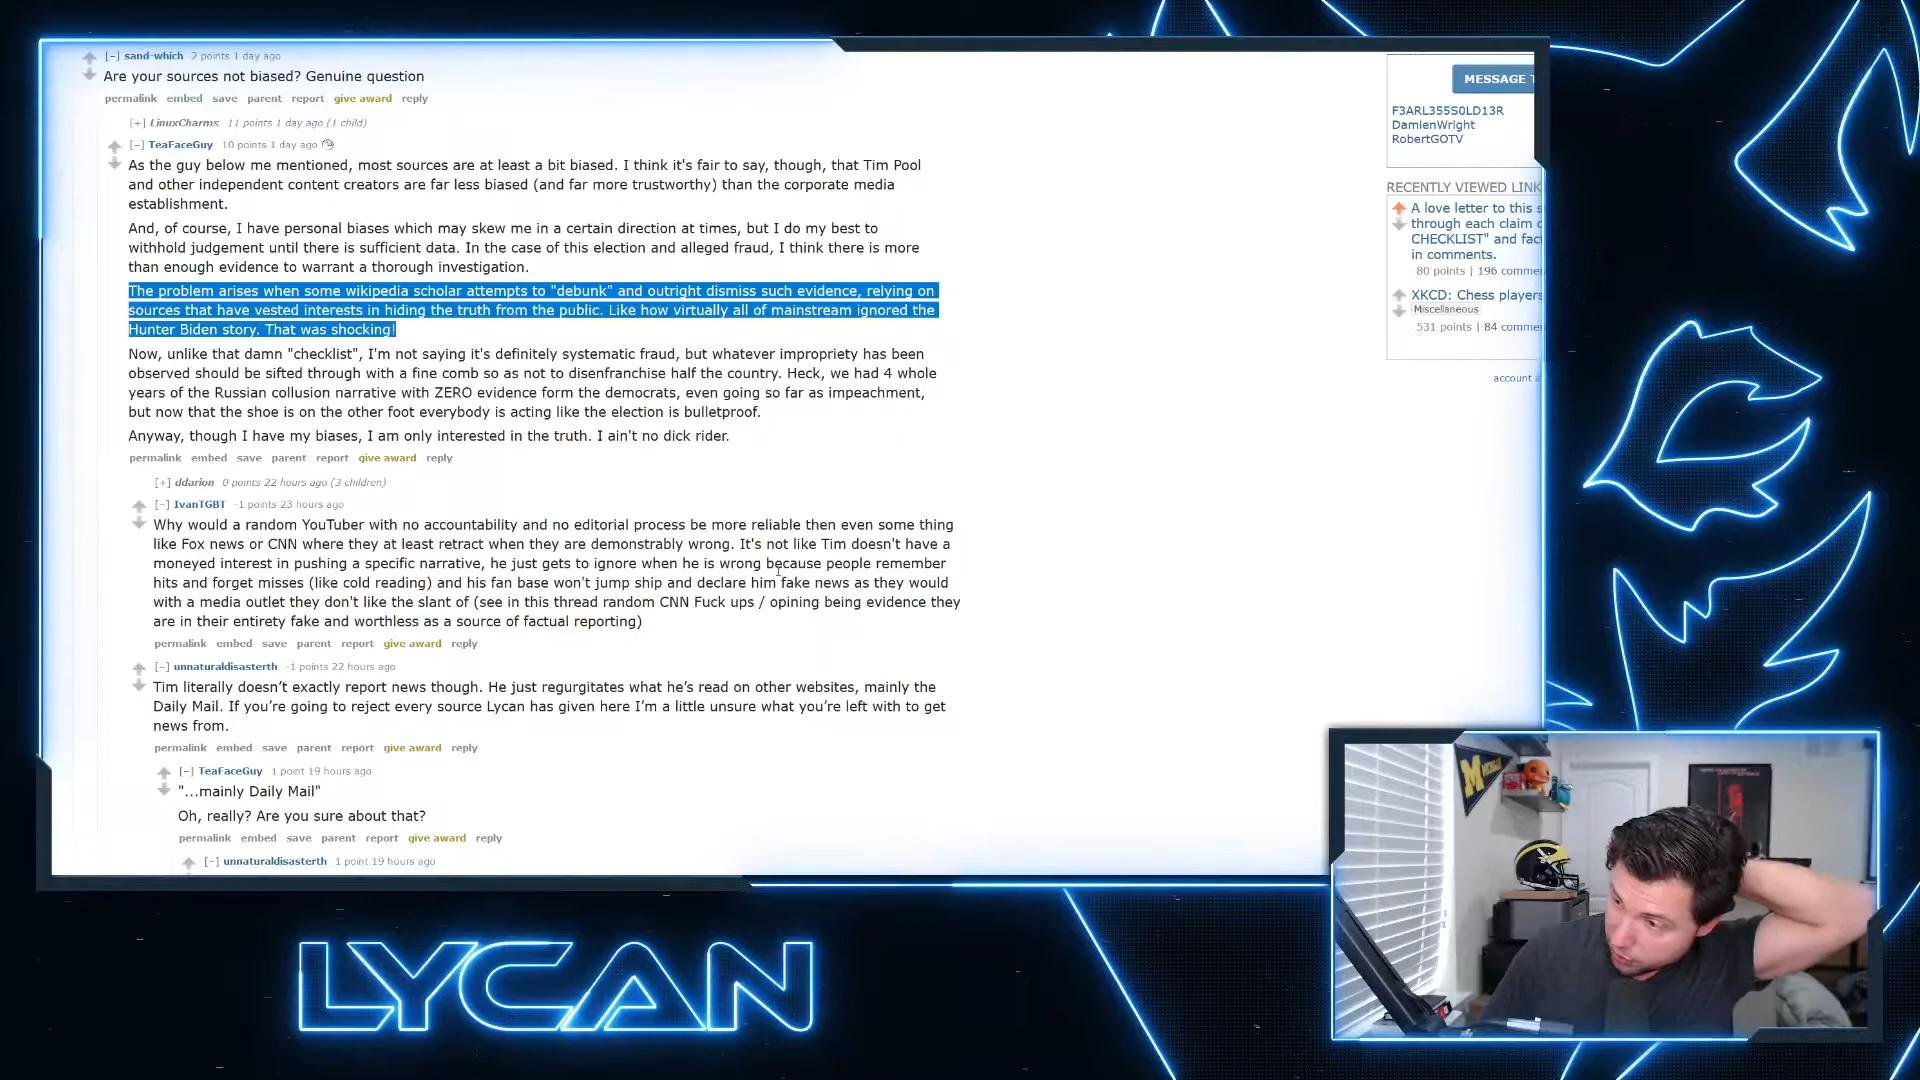 [–] sand-which 2 points 1 day ago
Are your sources not biased? Genuine question
permalink embed save parent report give award reply
[+] LinuxCharms 11 points 1 day ago (1 child)
[–] TeaFaceGuy 10 points 1 day ago
As the guy below me mentioned, most sources are at least a bit biased. I think it's fair to say, though, that Tim Pool
and other independent content creators are far less biased (and far more trustworthy) than the corporate media
establishment.
And, of course, I have personal biases which may skew me in a certain direction at times, but I do my best to
withhold judgement until there is sufficient data. In the case of this election and alleged fraud, I think there is more
than enough evidence to warrant a thorough investigation.
The problem arises when some wikipedia scholar attempts to "debunk" and outright dismiss such evidence, relying on
sources that have vested interests in hiding the truth from the public. Like how virtually all of mainstream ignored the
Hunter Biden story. That was shocking!
Now, unlike that damn "checklist", I'm not saying it's definitely systematic fraud, but whatever impropriety has been
observed should be sifted through with a fine comb so as not to disenfranchise half the country. Heck, we had 4 whole
years of the Russian collusion narrative with ZERO evidence form the democrats, even going so far as impeachment,
but now that the shoe is on the other foot everybody is acting like the election is bulletproof.
Anyway, though I have my biases, I am only interested in the truth. I ain't no dick rider.
permalink embed save parent report give award reply
[+] ddarion 0 points 22 hours ago (3 children)
[–] IvanTGBT -1 points 23 hours ago
Why would a random YouTuber with no accountability and no editorial process be more reliable then even some thing
like Fox news or CNN where they at least retract when they are demonstrably wrong. It's not like Tim doesn't have a
moneyed interest in pushing a specific narrative, he just gets to ignore when he is wrong because people remember
hits and forget misses (like cold reading) and his fan base won't jump ship and declare him fake news as they would
with a media outlet they don't like the slant of (see in this thread random CNN Fuck ups / opining being evidence they
are in their entirety fake and worthless as a source of factual reporting)
permalink embed save parent report give award reply
[–] unnaturaldisasterth -1 points 22 hours ago
Tim literally doesn’t exactly report news though. He just regurgitates what he’s read on other websites, mainly the
Daily Mail. If you’re going to reject every source Lycan has given here I’m a little unsure what you’re left with to get
news from.
permalink embed save parent report give award reply
[–] TeaFaceGuy 1 point 19 hours ago
"...mainly Daily Mail"
Oh, really? Are you sure about that?
permalink embed save parent report give award reply
[–] unnaturaldisasterth 1 point 19 hours ago
MESSAGE T
F3ARL355S0LD13R
DamienWright
RobertGOTV
RECENTLY VIEWED LINK
A love letter to this s
through each claim o
CHECKLIST" and fac
in comments.
80 points | 196 comme
XKCD: Chess players
Miscellaneous
531 points | 84 commen
account a
LYCAN
M